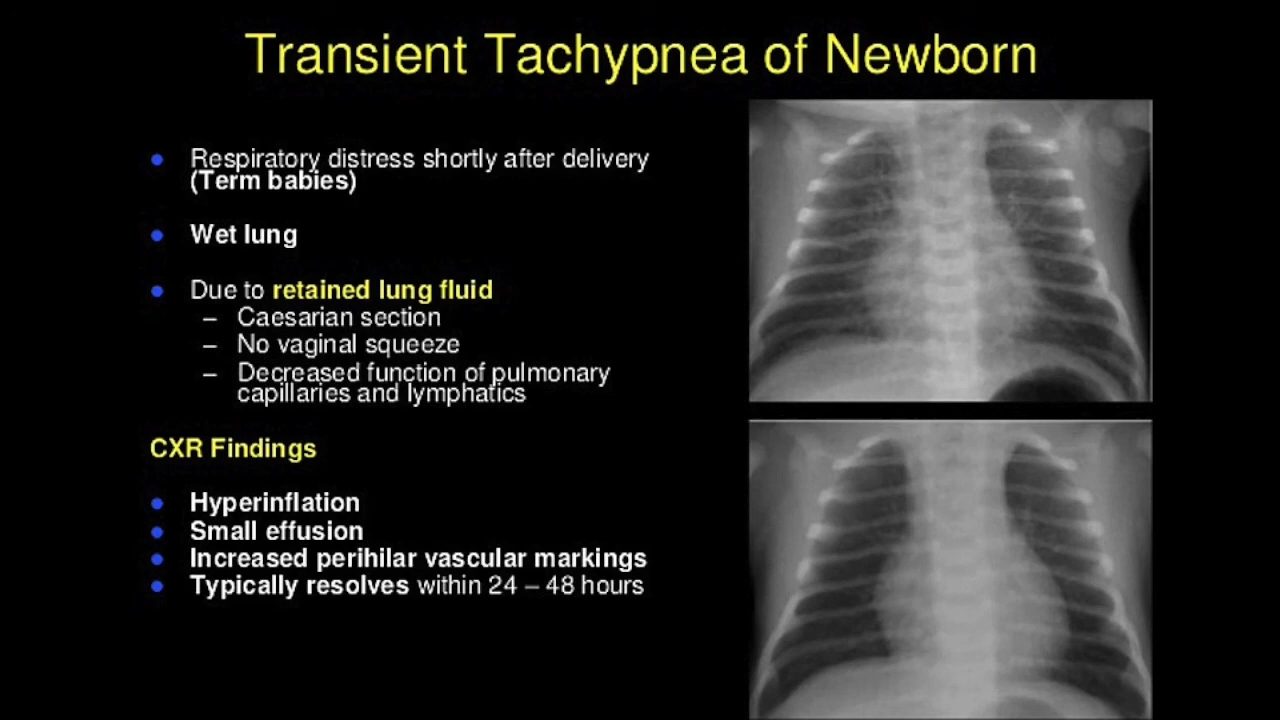 Transient Tachypnea of Newborn
● Respiratory distress shortly after delivery
(Term babies)
● Wet lung
● Due to retained lung fluid
– Caesarian section
– No vaginal squeeze
– Decreased function of pulmonary
capillaries and lymphatics
CXR Findings
● Hyperinflation
● Small effusion
● Increased perihilar vascular markings
● Typically resolves within 24 – 48 hours